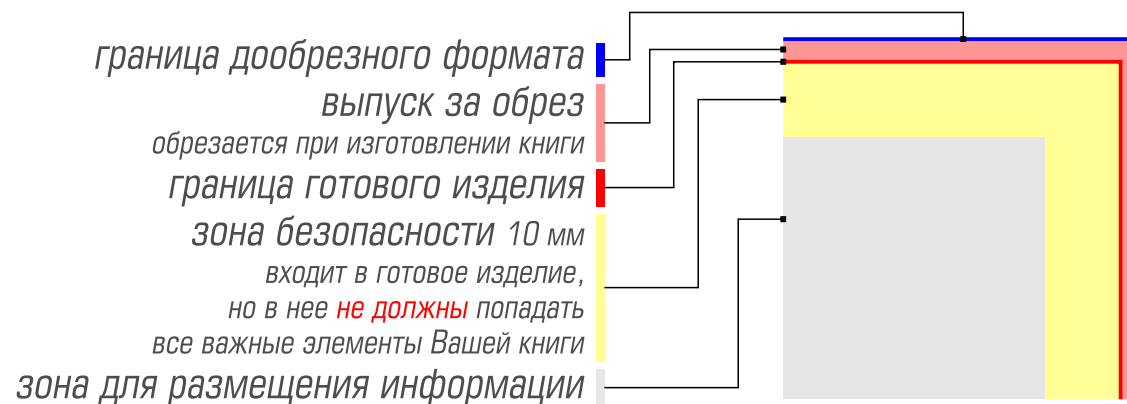 граница дообрезного формата
выпуск за обрез
обрезается при изготовлении книги
граница готового изделия
зона безопасности 10 мм
входит в готовое изделие,
но в нее не должны попадать
все важные элементы Вашей книги
зона для размещения информации